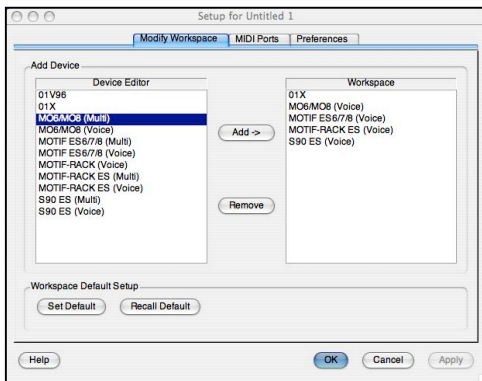 Setup for Untitled 1
Modify Workspace MIDI Ports Preferences
Add Device
Device Editor
01V96
01X
MO6/MO8 (Multi)
MO6/MO8 (Voice)
MOTIF ES6/7/8 (Multi)
MOTIF ES6/7/8 (Voice)
MOTIF-RACK (Voice)
MOTIF-RACK ES (Multi)
MOTIF-RACK ES (Voice)
S90 ES (Multi)
S90 ES (Voice)
Add ->
Remove
Workspace
01X
MO6/MO8 (Voice)
MOTIF ES6/7/8 (Voice)
MOTIF-RACK ES (Voice)
S90 ES (Voice)
Workspace Default Setup
Set Default Recall Default
Help OK Cancel Apply